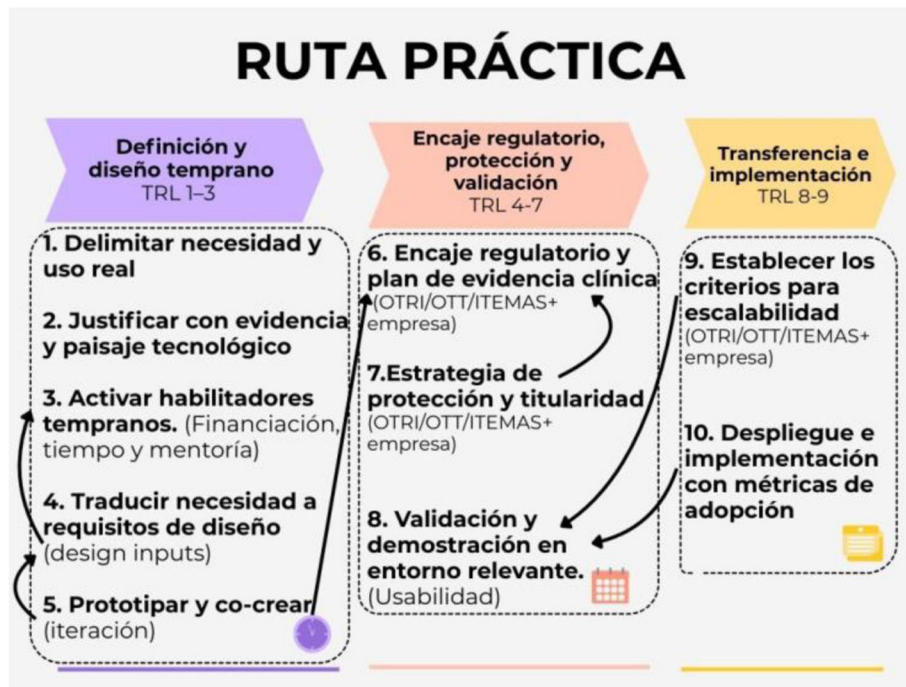 RUTA PRÁCTICA
Definición y
diseño temprano
TRL 1–3
1. Delimitar necesidad y
uso real
2. Justificar con evidencia
y paisaje tecnológico
3. Activar habilitadores
tempranos. (Financiación,
tiempo y mentoría)
4. Traducir necesidad a
requisitos de diseño
(design inputs)
5. Prototipar y co-crear
(iteración)
Encaje regulatorio,
protección y
validación
TRL 4-7
6. Encaje regulatorio y
plan de evidencia clínica
(OTRI/OTT/ITEMAS+
empresa)
7.Estrategia de
protección y titularidad
(OTRI/OTT/ITEMAS+
empresa)
8. Validación y
demostración en
entorno relevante.
(Usabilidad)
Transferencia e
implementación
TRL 8-9
9. Establecer los
criterios para
escalabilidad
(OTRI/OTT/ITEMAS+
empresa)
10. Despliegue e
implementación
con métricas de
adopción